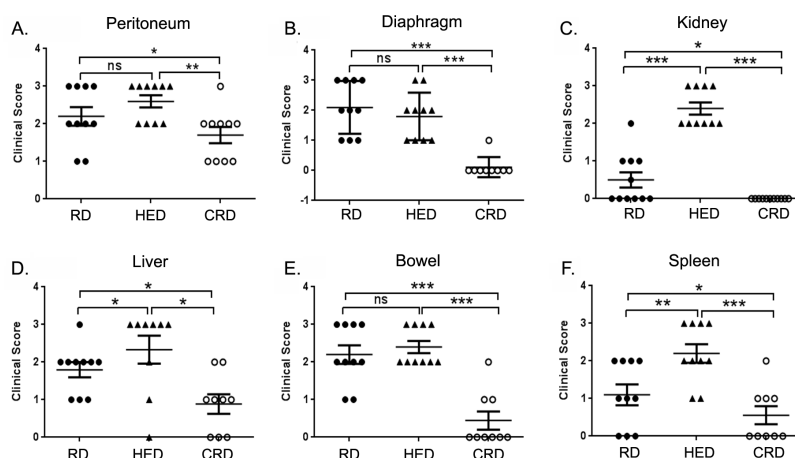 A. Peritoneum
*
ns
**
Clinical Score
4
3
2
1
0
RD HED CRD
B. Diaphragm
***
ns
***
Clinical Score
5
4
3
2
1
0
-1
RD HED CRD
C. Kidney
*
***
***
Clinical Score
4
3
2
1
0
RD HED CRD
D. Liver
*
*
*
Clinical Score
4
3
2
1
0
RD HED CRD
E. Bowel
***
ns
***
Clinical Score
4
3
2
1
0
RD HED CRD
F. Spleen
*
**
***
Clinical Score
4
3
2
1
0
RD HED CRD